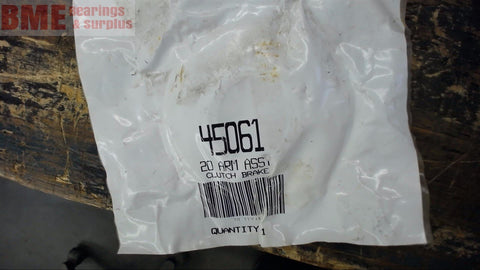 BME Bearings
& surplus
45061
20 ARM ASSY
CLUTCH BRAKE
QUANTITY 1